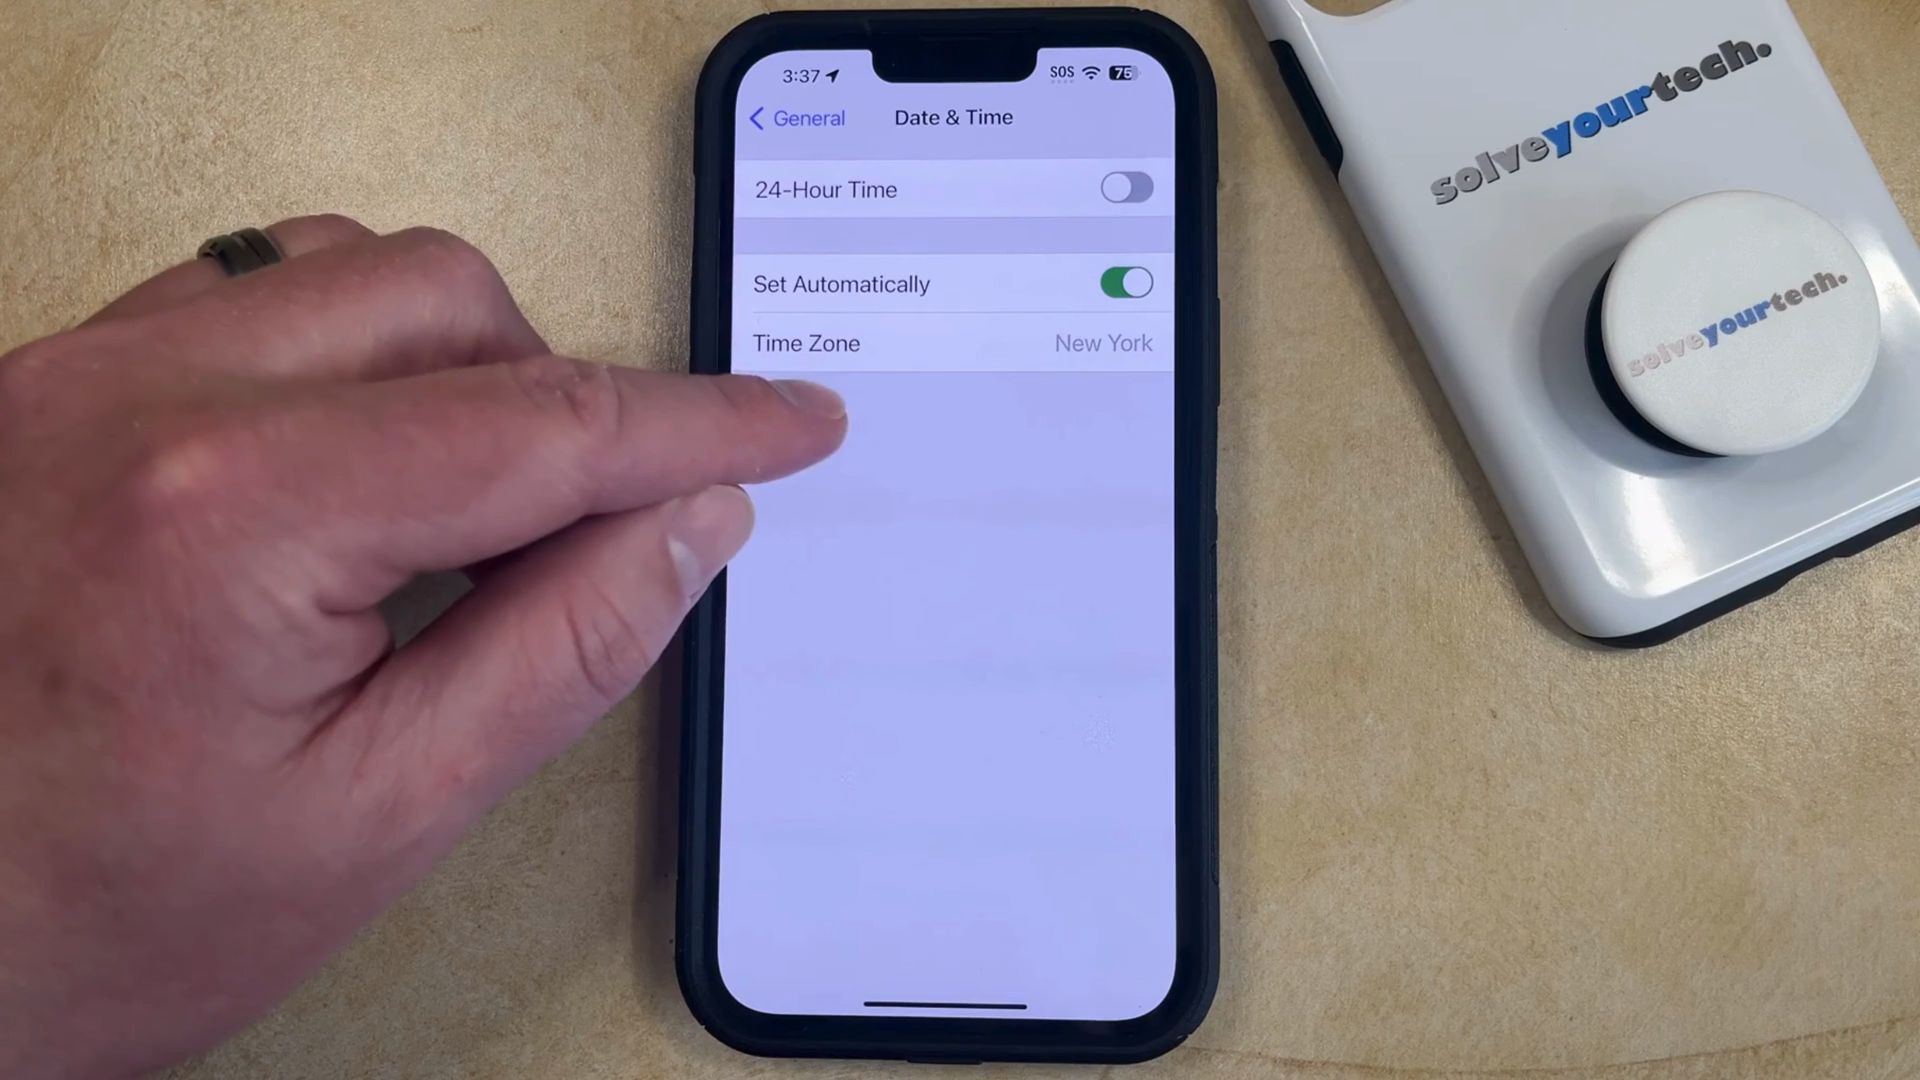 3:37
SOS
75
General
Date & Time
24-Hour Time
Set Automatically
Time Zone
New York
solveyourtech.
solveyourtech.